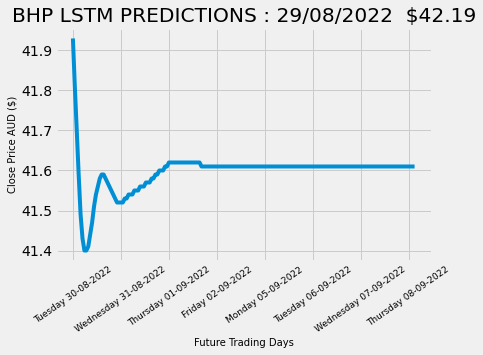 BHP LSTM PREDICTIONS : 29/08/2022 $42.19
41.9
41.8
41.7
41.6
41.5
41.4
Close Price AUD ($)
Tuesday 30-08-2022
Wednesday 31-08-2022
Thursday 01-09-2022
Friday 02-09-2022
Monday 05-09-2022
Tuesday 06-09-2022
Wednesday 07-09-2022
Thursday 08-09-2022
Future Trading Days